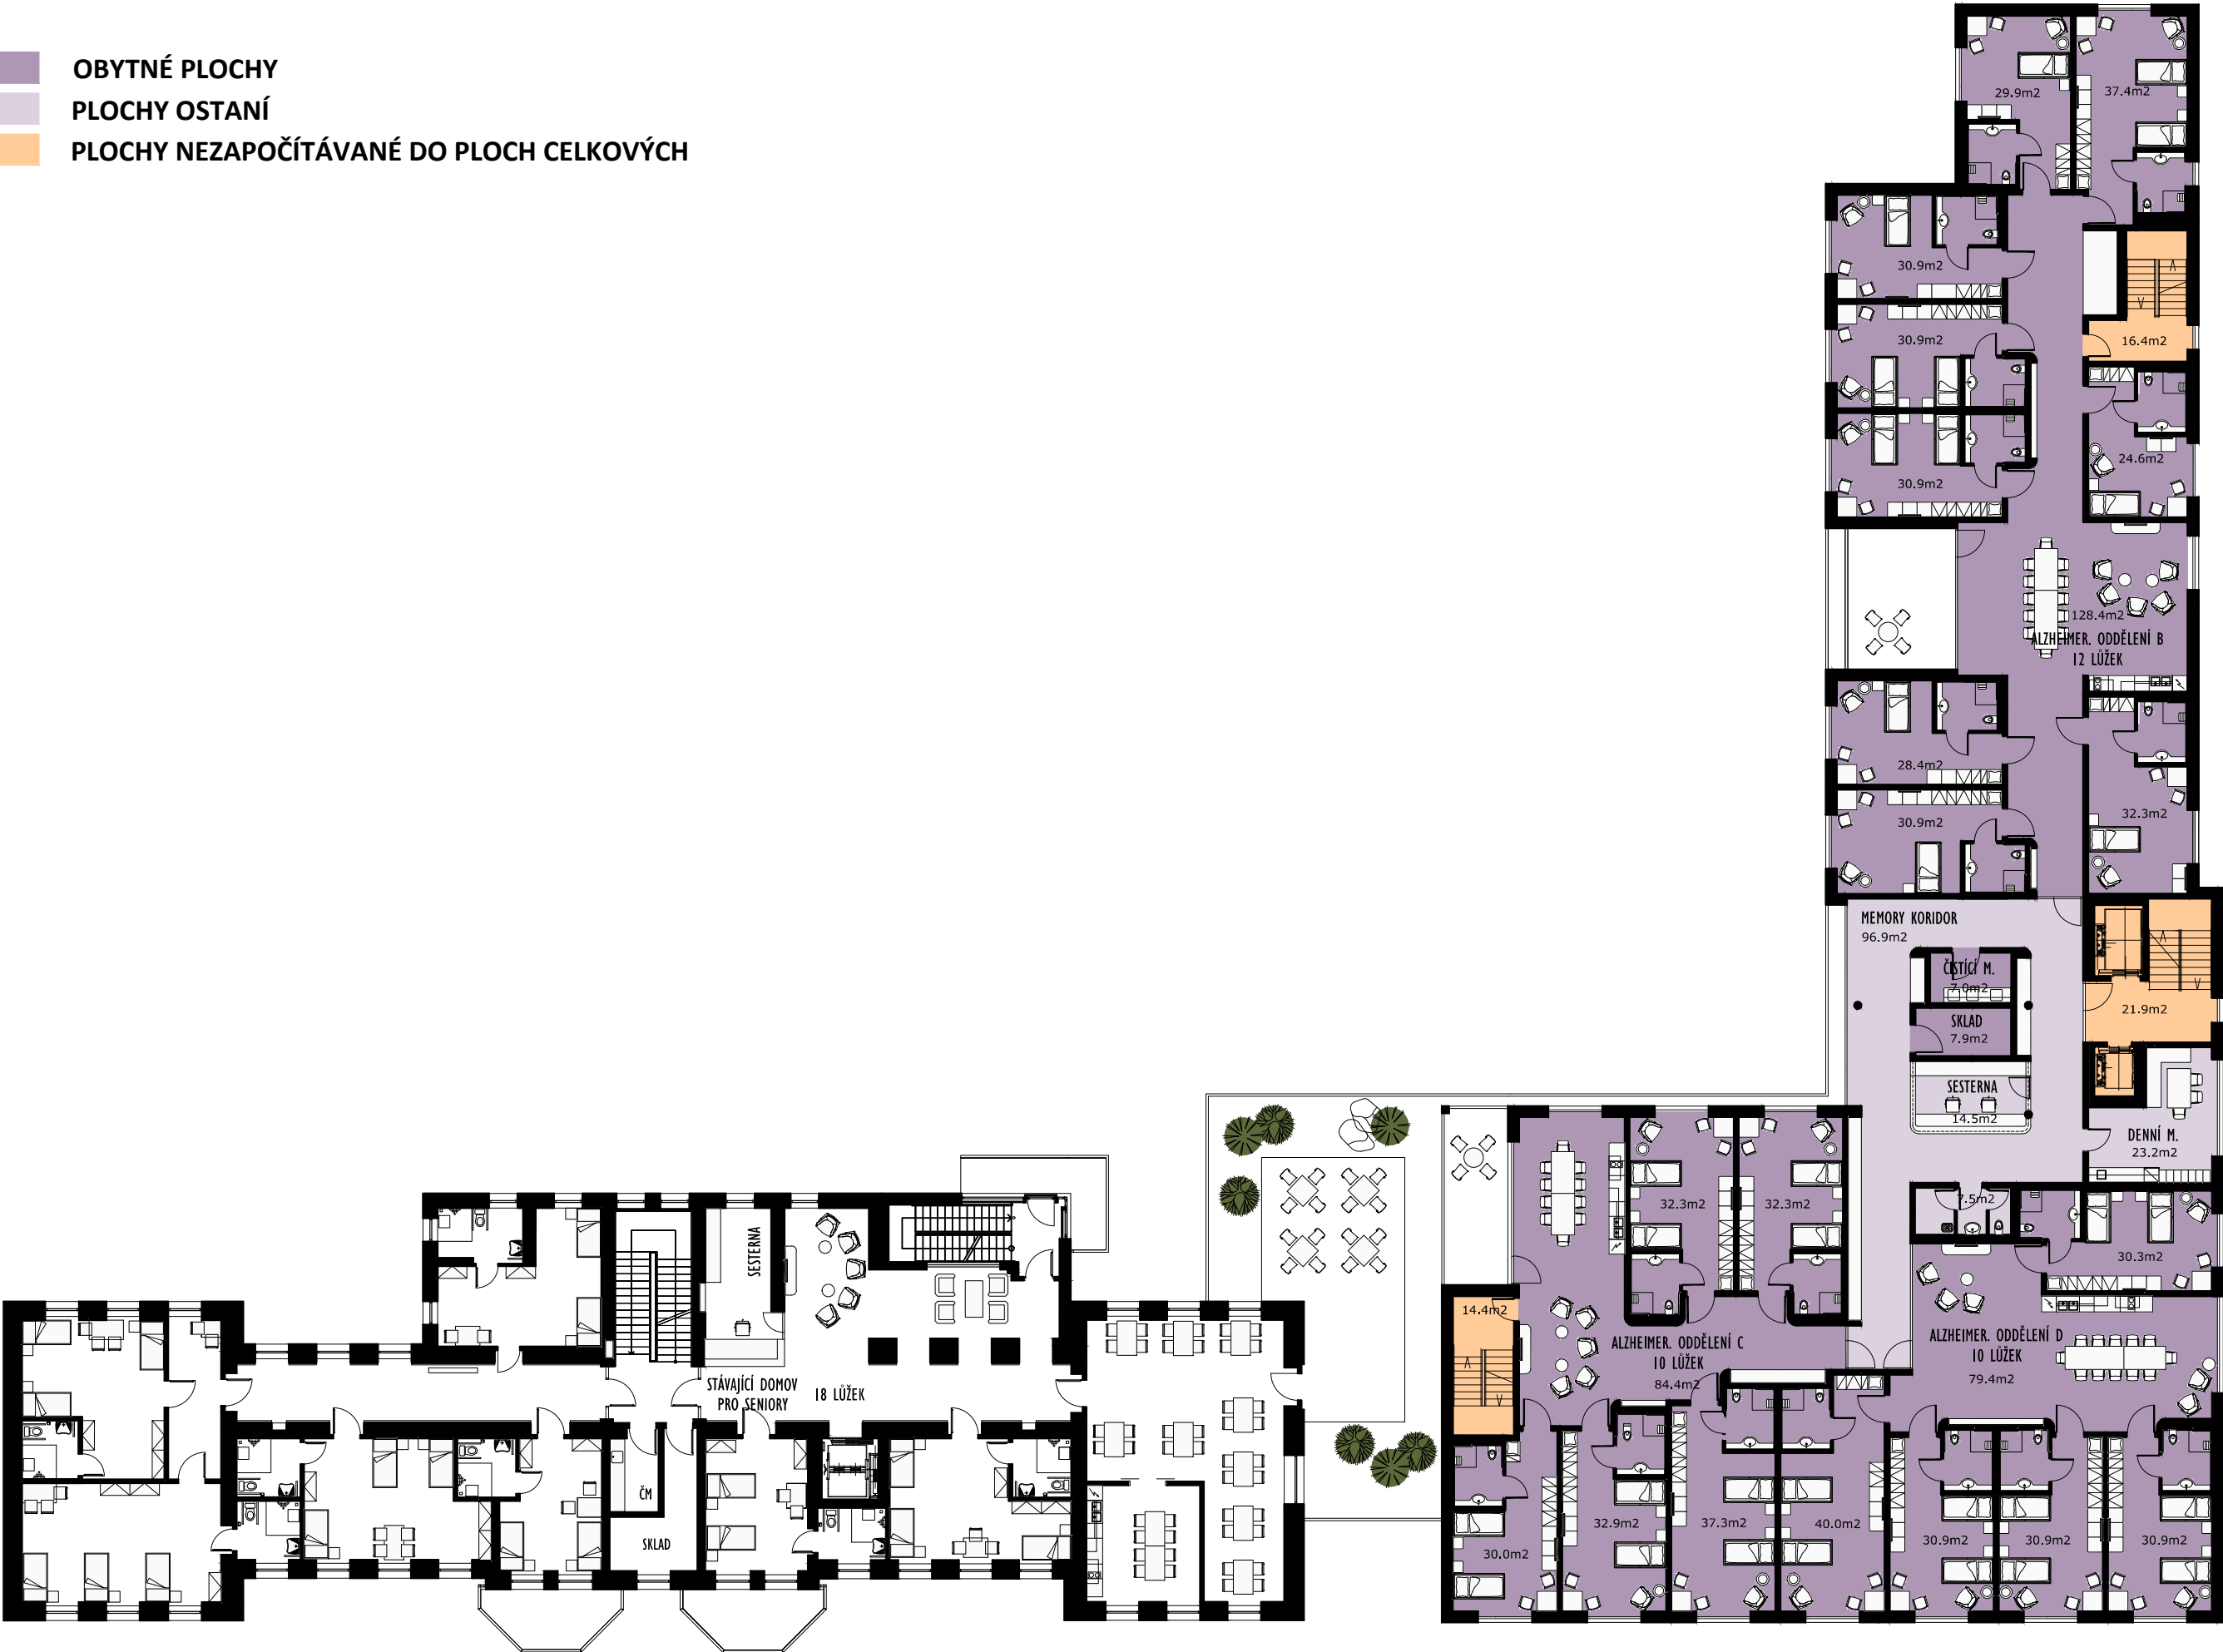 OBYTNÉ PLOCHY
PLOCHY OSTANÍ
PLOCHY NEZAPOČÍTÁVANÉ DO PLOCH CELKOVÝCH
29.9m2
37.4m2
30.9m2
30.9m2
16.4m2
24.6m2
30.9m2
128.4m2
ALZHEIMER. ODDĚLENÍ B
12 LŮŽEK
28.4m2
32.3m2
30.9m2
MEMORY KORIDOR
96.9m2
ČISTÍCÍ M.
7.0m2
21.9m2
SKLAD
7.9m2
SESTERNA
14.5m2
DENNÍ M.
23.2m2
7.5m2
32.3m2
32.3m2
30.3m2
14.4m2
ALZHEIMER. ODDĚLENÍ C
10 LŮŽEK
84.4m2
ALZHEIMER. ODDĚLENÍ D
10 LŮŽEK
79.4m2
SESTERNA
STÁVAJÍCÍ DOMOV
PRO SENIORY
18 LŮŽEK
ČM
SKLAD
30.0m2
32.9m2
37.3m2
40.0m2
30.9m2
30.9m2
30.9m2